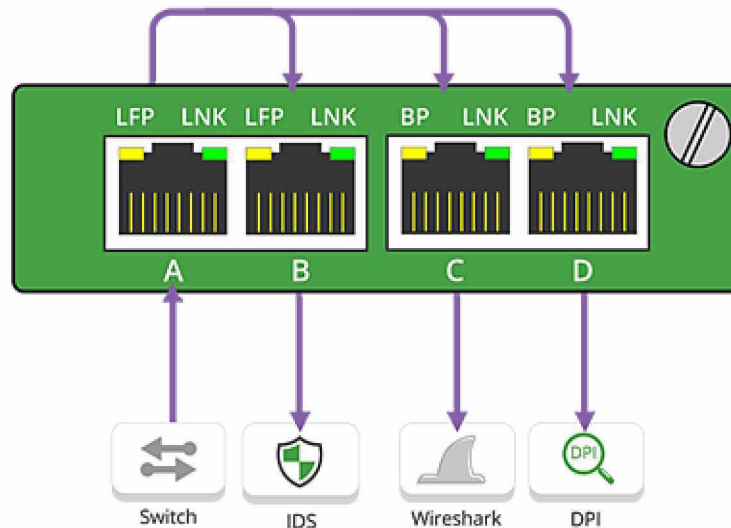 LFP LNK LFP LNK BP LNK BP LNK
A B C D
DPI
Switch IDS Wireshark DPI